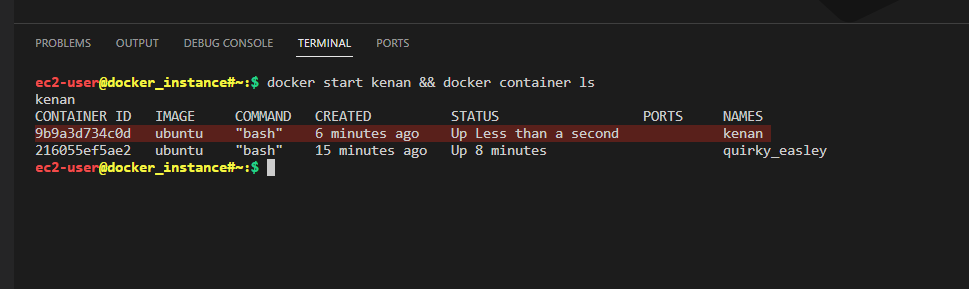 PROBLEMS OUTPUT DEBUG CONSOLE TERMINAL PORTS
ec2-user@docker_instance#~:$ docker start kenan && docker container ls
kenan
CONTAINER ID   IMAGE     COMMAND   CREATED          STATUS                  PORTS     NAMES
9b9a3d734c0d   ubuntu    "bash"    6 minutes ago    Up Less than a second             kenan
216055ef5ae2   ubuntu    "bash"    15 minutes ago   Up 8 minutes                      quirky_easley
ec2-user@docker_instance#~:$